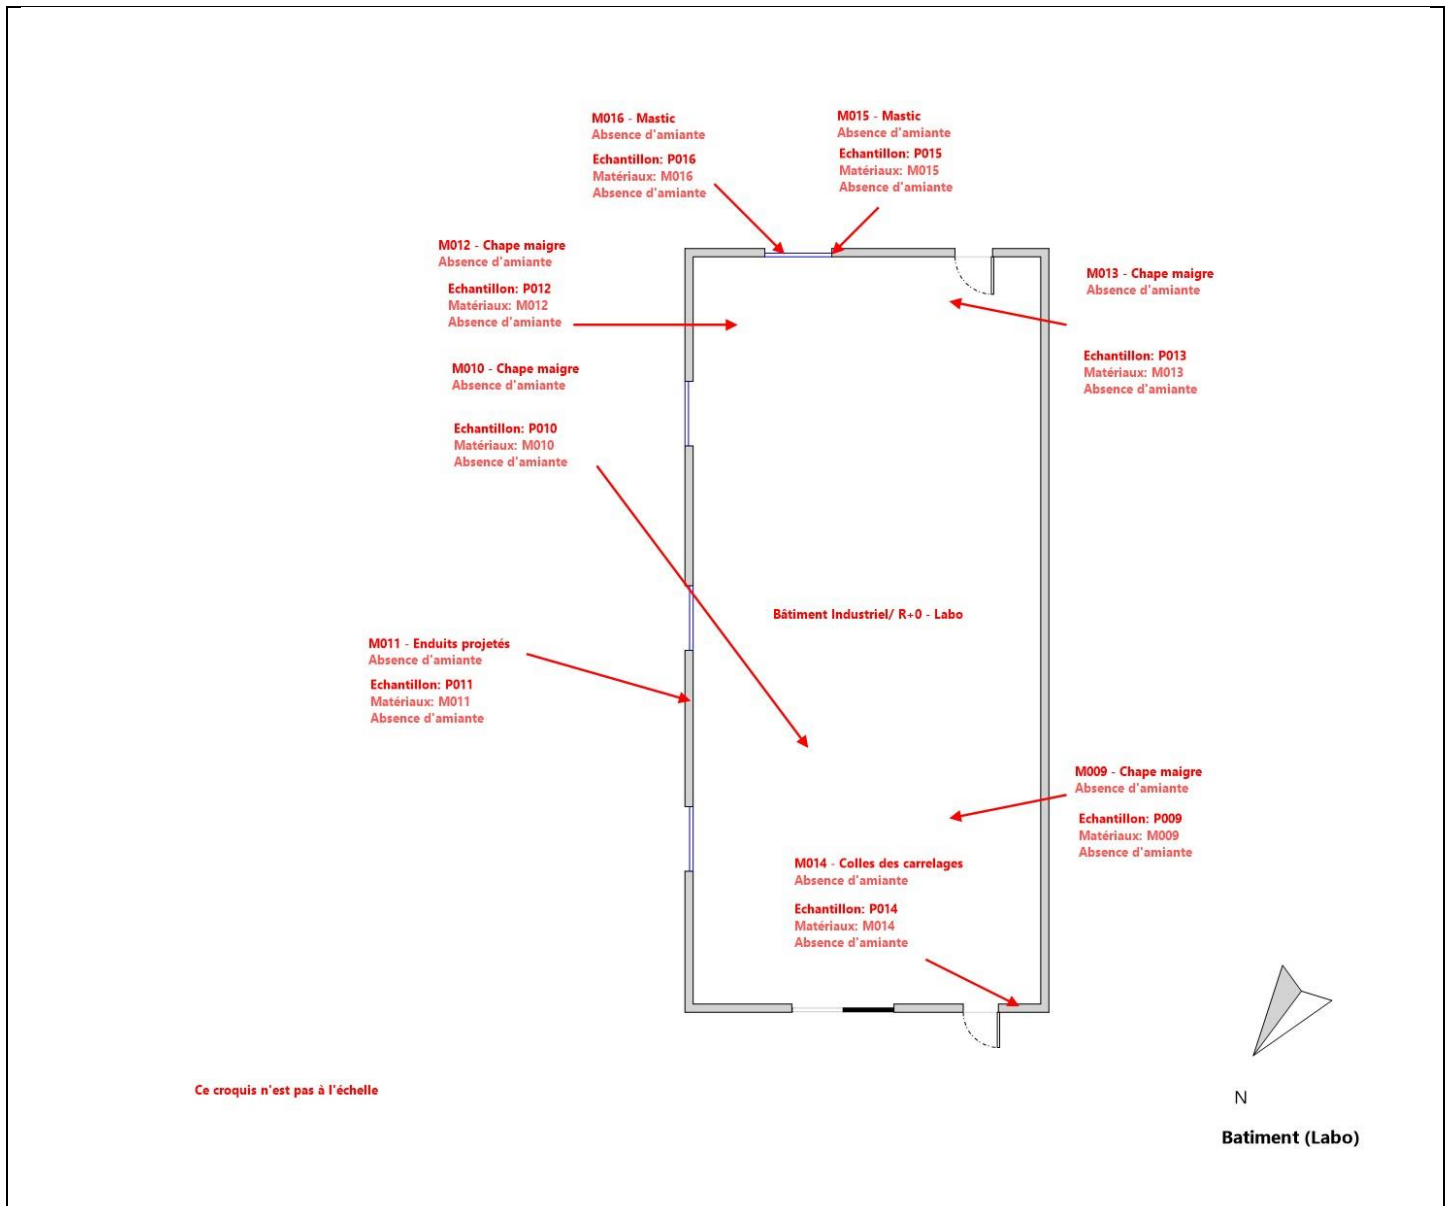 M016 - Mastic
Absence d'amiante
Echantillon: P016
Matériaux: M016
Absence d'amiante
M015 - Mastic
Absence d'amiante
Echantillon: P015
Matériaux: M015
Absence d'amiante
M012 - Chape maigre
Absence d'amiante
Echantillon: P012
Matériaux: M012
Absence d'amiante
M013 - Chape maigre
Absence d'amiante
Echantillon: P013
Matériaux: M013
Absence d'amiante
M010 - Chape maigre
Absence d'amiante
Echantillon: P010
Matériaux: M010
Absence d'amiante
Bâtiment Industriel/ R+0 - Labo
M011 - Enduits projetés
Absence d'amiante
Echantillon: P011
Matériaux: M011
Absence d'amiante
M009 - Chape maigre
Absence d'amiante
Echantillon: P009
Matériaux: M009
Absence d'amiante
M014 - Colles des carrelages
Absence d'amiante
Echantillon: P014
Matériaux: M014
Absence d'amiante
Ce croquis n'est pas à l'échelle
N
Batiment (Labo)